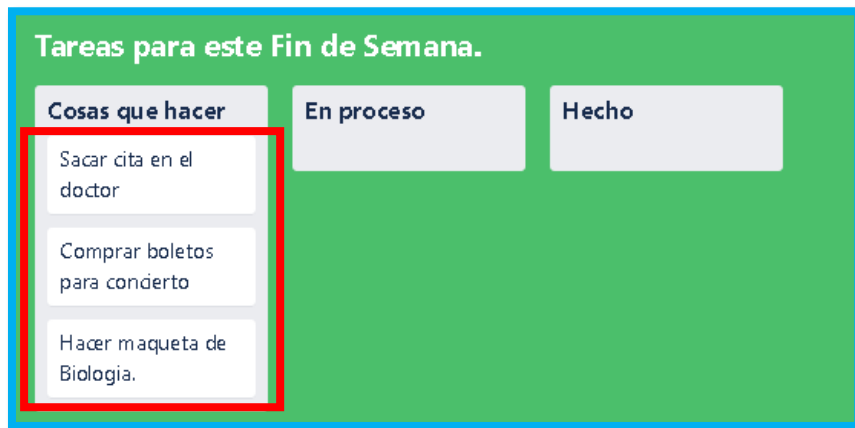 Tareas para este Fin de Semana.
Cosas que hacer
En proceso
Hecho
Sacar cita en el
doctor
Comprar boletos
para concierto
Hacer maqueta de
Biologia.